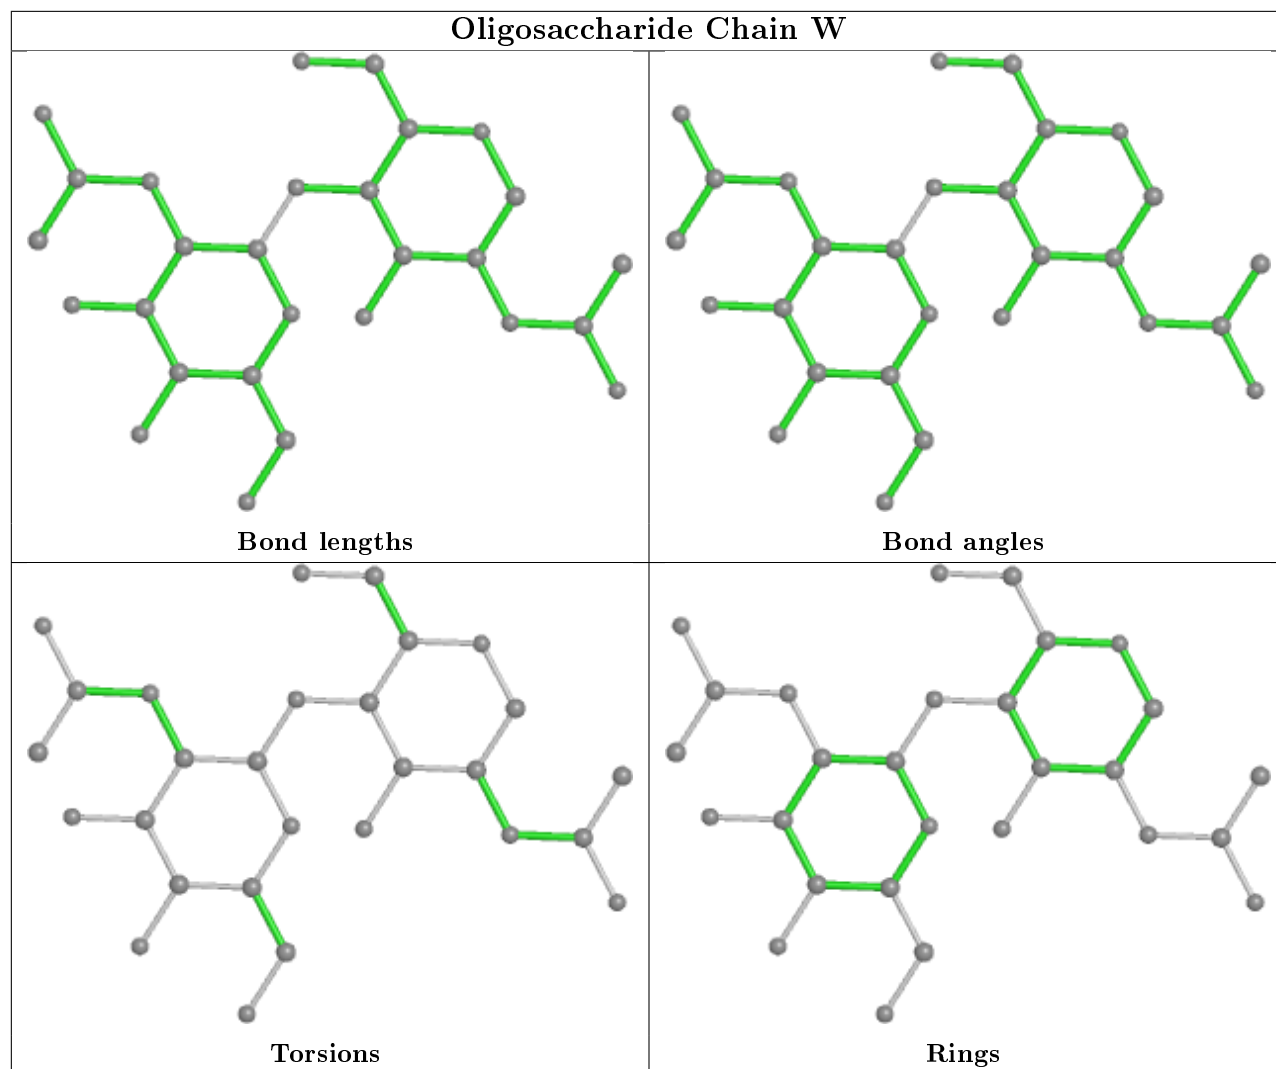 Oligosaccharide Chain W
Bond lengths
Bond angles
Torsions
Rings